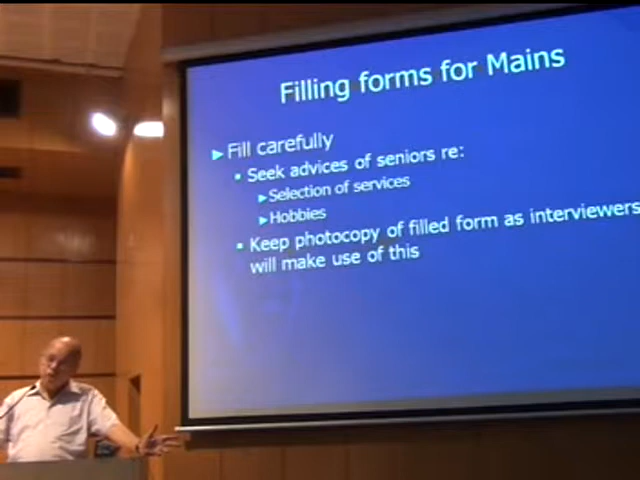 Filling forms for Mains
Fill carefully
Seek advices of seniors re:
Selection of services
Hobbies
Keep photocopy of filled form as interviewers
will make use of this